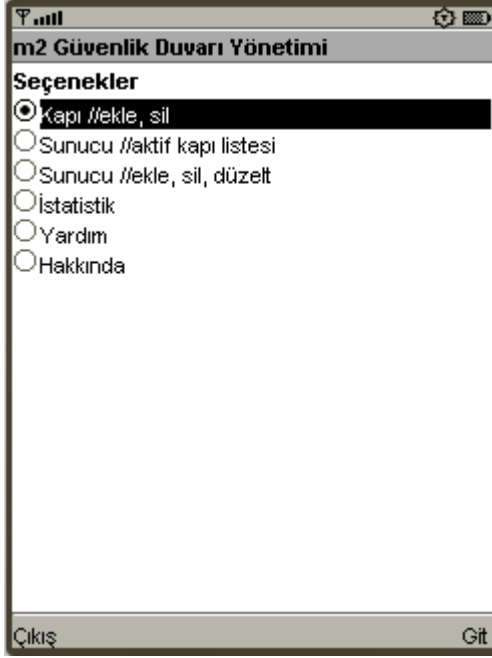 m2 Güvenlik Duvarı Yönetimi
Seçenekler
Kapı //ekle, sil
Sunucu //aktif kapı listesi
Sunucu //ekle, sil, düzelt
İstatistik
Yardım
Hakkında
Çıkış Git